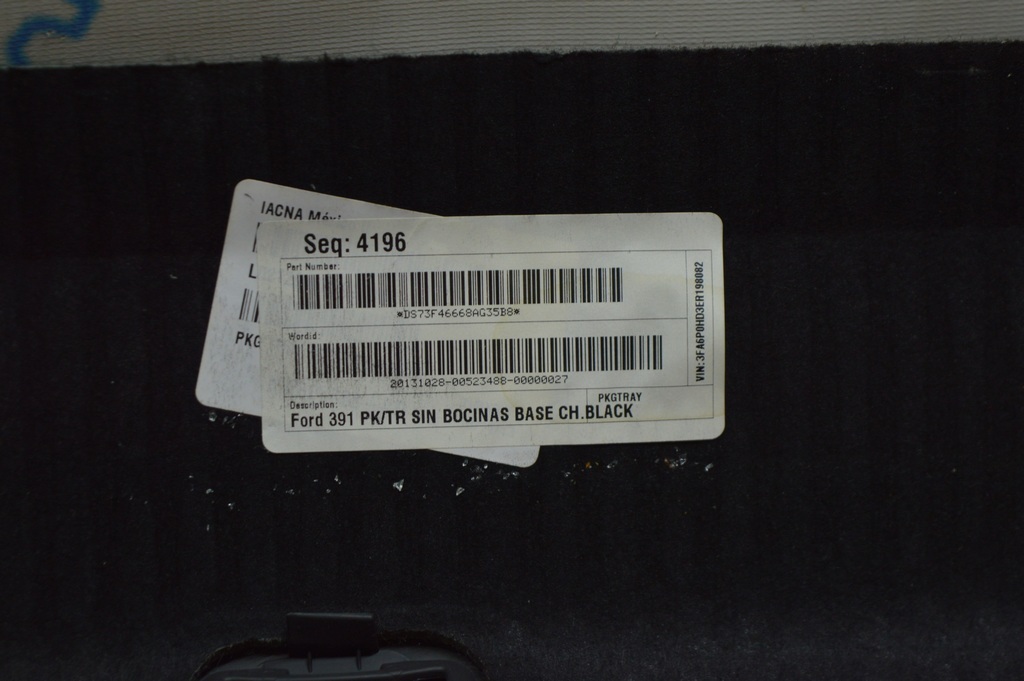 IACNA
Seq: 4196
Part Number:
*DS73F46668AG35B8*
Wordid:
20131028-00523488-00000027
Description:
PKGTRAY
Ford 391 PK/TR SIN BOCINAS BASE CH.BLACK
VIN:3FA6P0HD3ER198082
L
PKG